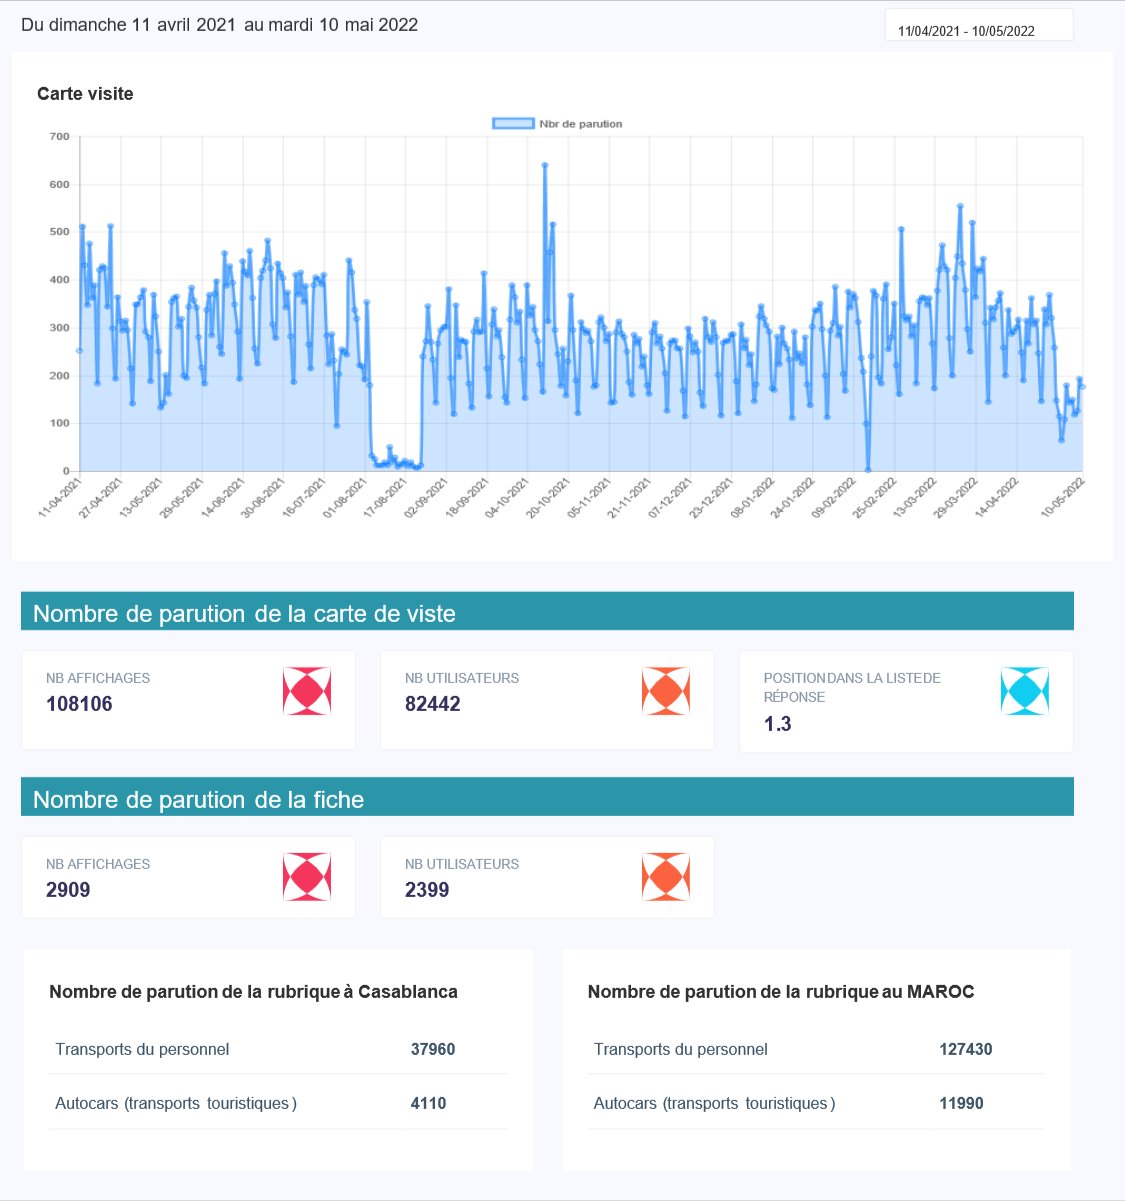 Du dimanche 11 avril 2021 au mardi 10 mai 2022
11/04/2021 - 10/05/2022
Carte visite
Nbr de parution
700
600
500
400
300
200
100
0
11-04-2021
27-04-2021
13-05-2021
29-05-2021
14-06-2021
30-06-2021
16-07-2021
01-08-2021
17-08-2021
02-09-2021
18-09-2021
04-10-2021
20-10-2021
05-11-2021
21-11-2021
07-12-2021
23-12-2021
08-01-2022
24-01-2022
09-02-2022
25-02-2022
13-03-2022
29-03-2022
14-04-2022
10-05-2022
Nombre de parution de la carte de viste
NB AFFICHAGES
108106
NB UTILISATEURS
82442
POSITION DANS LA LISTE DE
RÉPONSE
1.3
Nombre de parution de la fiche
NB AFFICHAGES
2909
NB UTILISATEURS
2399
Nombre de parution de la rubrique à Casablanca
Transports du personnel 37960
Autocars (transports touristiques) 4110
Nombre de parution de la rubrique au MAROC
Transports du personnel 127430
Autocars (transports touristiques) 11990